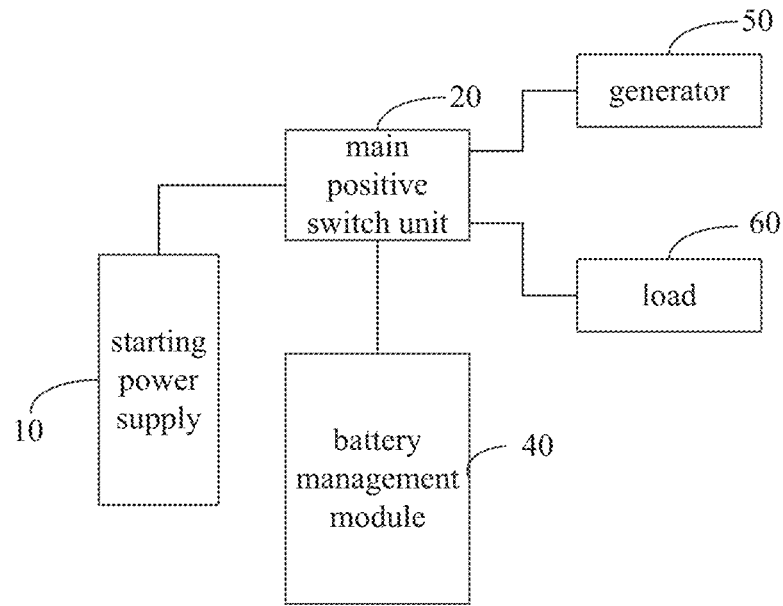 50
generator
20
main
positive
switch unit
60
load
starting
power
supply
10
battery
management
module
40